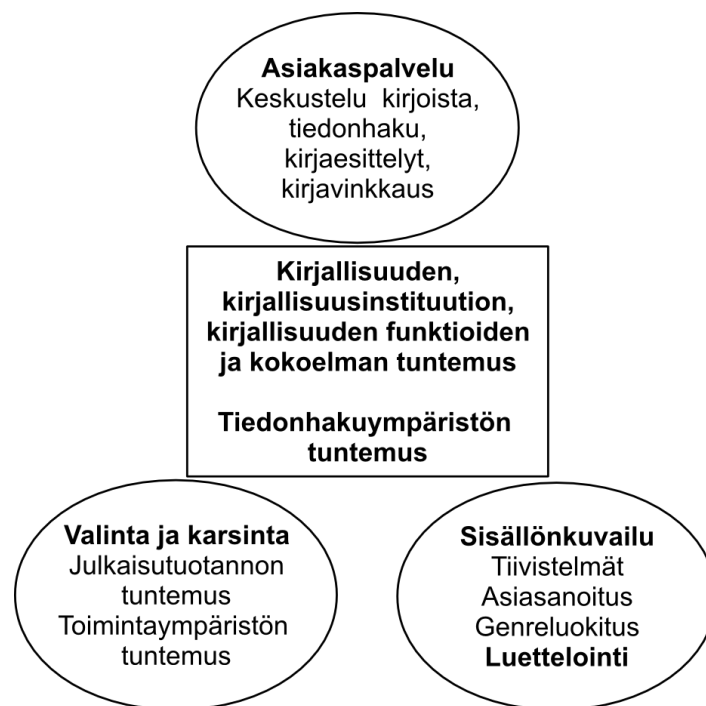 Asiakaspalvelu
Keskustelu kirjoista,
tiedonhaku,
kirjaesittelyt,
kirjavinkkaus
Kirjallisuuden,
kirjallisuusinstituution,
kirjallisuuden funktioiden
ja kokoelman tuntemus
Tiedonhakuympäristön
tuntemus
Valinta ja karsinta
Julkaisutuotannon
tuntemus
Toimintaympäristön
tuntemus
Sisällönkuvailu
Tiivistelmät
Asiasanoitus
Genreluokitus
Luettelointi